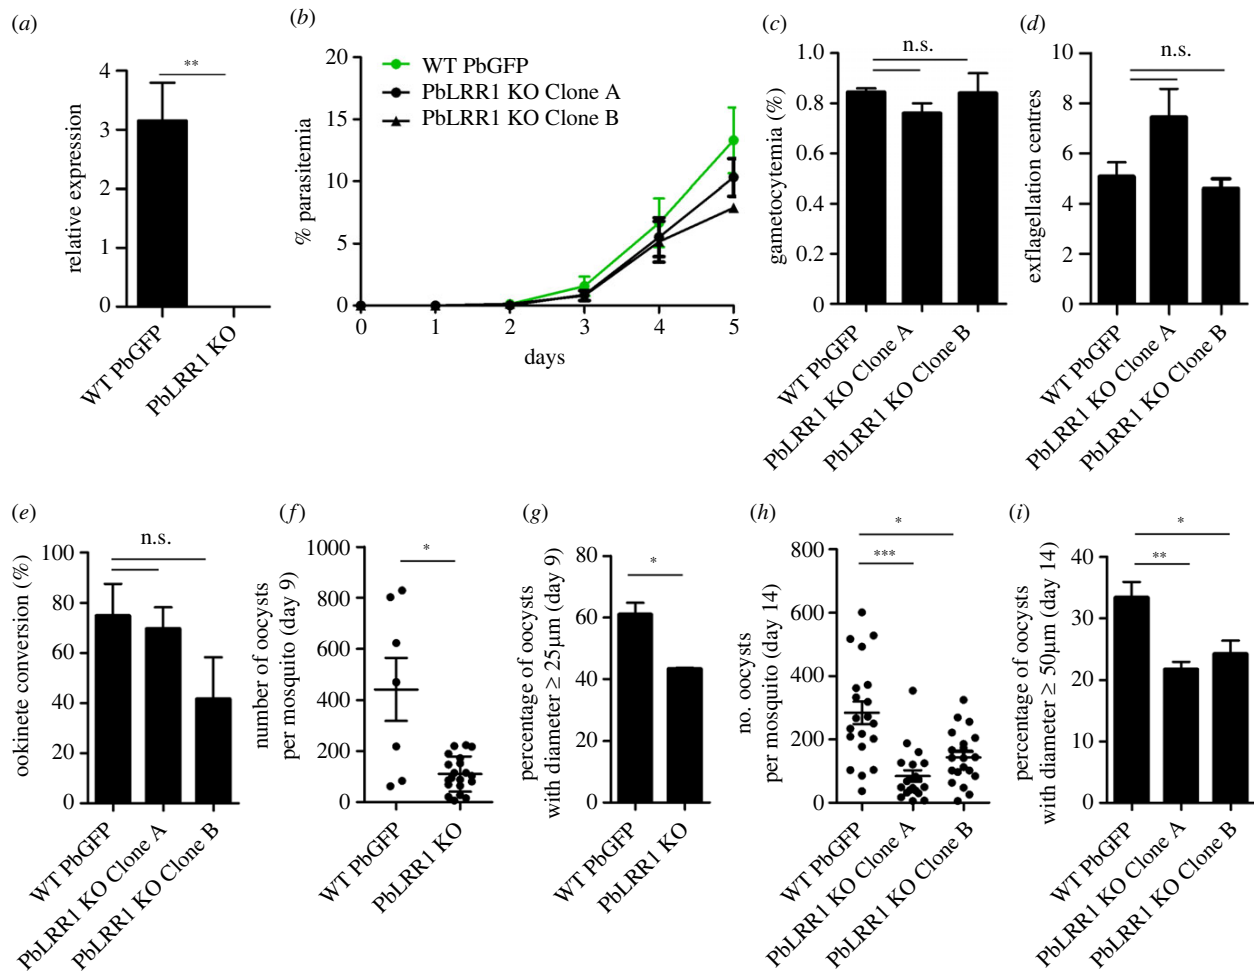 (a)
**
4
3
2
1
0
relative expression
WT PbGFP
PbLRR1 KO
(b)
20
15
10
5
0
% parasitemia
WT PbGFP
PbLRR1 KO Clone A
PbLRR1 KO Clone B
0 1 2 3 4 5
days
(c)
n.s.
1.0
0.8
0.6
0.4
0.2
0
gametocytemia (%)
WT PbGFP
PbLRR1 KO Clone A
PbLRR1 KO Clone B
(d)
n.s.
10
8
6
4
2
0
exflagellation centres
WT PbGFP
PbLRR1 KO Clone A
PbLRR1 KO Clone B
(e)
n.s.
100
80
60
40
20
0
ookinete conversion (%)
WT PbGFP
PbLRR1 KO Clone A
PbLRR1 KO Clone B
(f)
*
1000
800
600
400
200
0
number of oocysts
per mosquito (day 9)
WT PbGFP
PbLRR1 KO
(g)
*
80
60
40
20
0
percentage of oocysts
with diameter ≥ 25µm (day 9)
WT PbGFP
PbLRR1 KO
(h)
*
***
800
600
400
200
0
no. oocysts
per mosquito (day 14)
WT PbGFP
PbLRR1 KO Clone A
PbLRR1 KO Clone B
(i)
*
**
40
30
20
10
0
percentage of oocysts
with diameter ≥ 50µm (day 14)
WT PbGFP
PbLRR1 KO Clone A
PbLRR1 KO Clone B